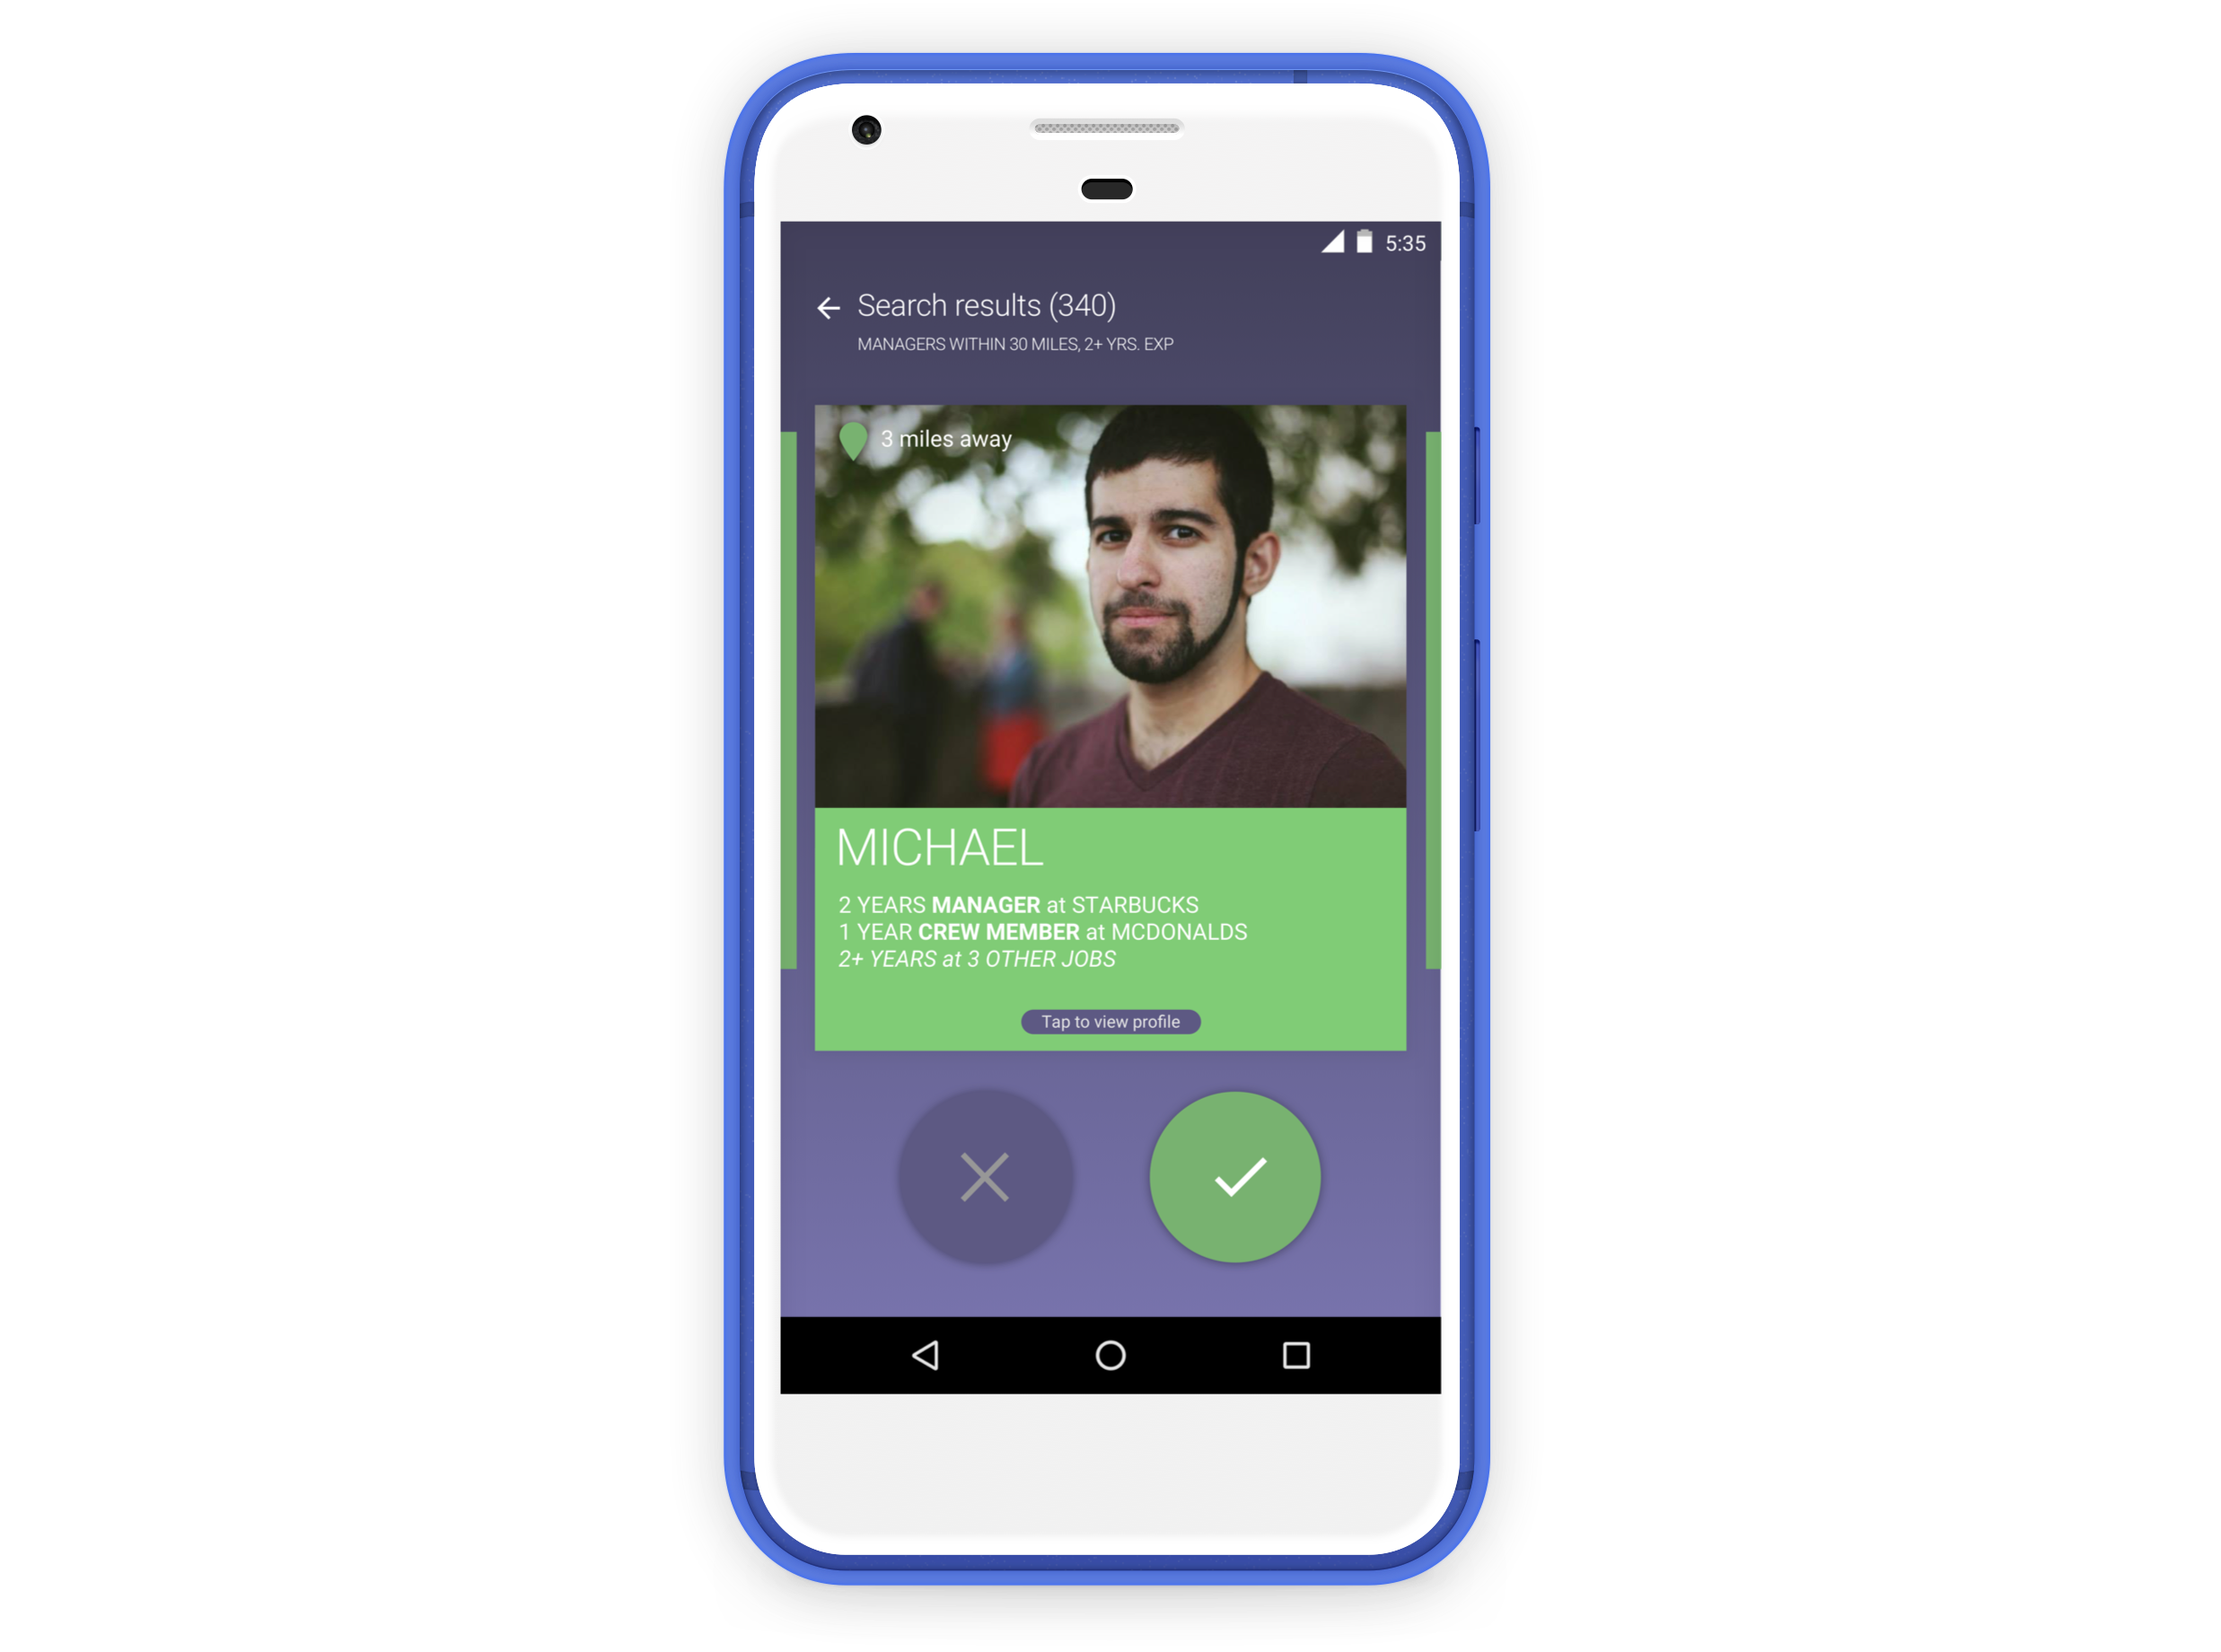 5:35
Search results (340)
MANAGERS WITHIN 30 MILES, 2+ YRS. EXP
3 miles away
MICHAEL
2 YEARS MANAGER at STARBUCKS
1 YEAR CREW MEMBER at MCDONALDS
2+ YEARS at 3 OTHER JOBS
Tap to view profile